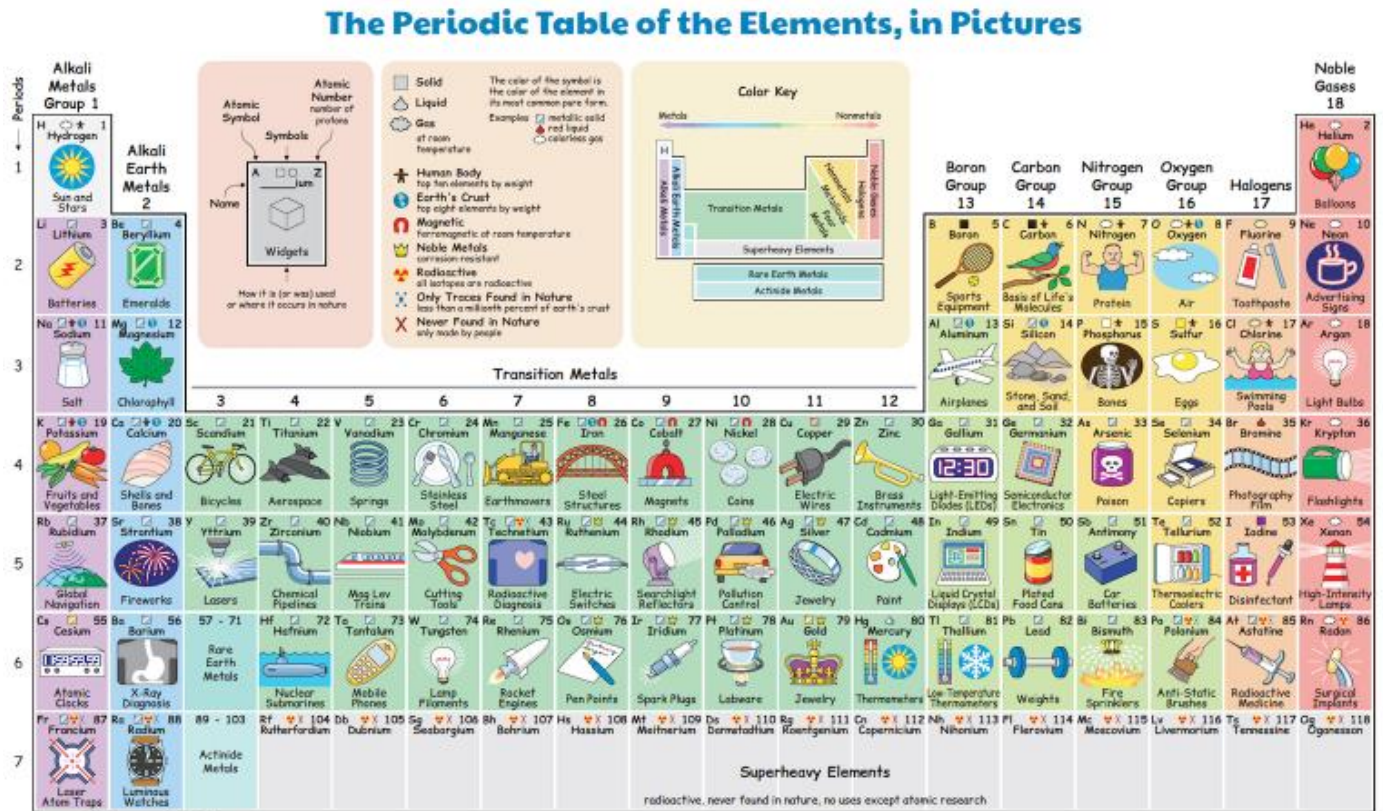 The Periodic Table of the Elements, in Pictures
Periods
Alkali
Metals
Group 1
Noble
Gases
18
Atomic
Symbol
Symbols
Atomic
Number
number of
protons
A Z
____ium
Name
Widgets
How it is (or was) used
or where it occurs in nature
Solid
Liquid
Gas
at room
temperature
The color of the symbol is
the color of the element in
its most common pure form.
Examples
metallic solid
red liquid
colorless gas
Human Body
top ten elements by weight
Earth's Crust
top eight elements by weight
Magnetic
ferromagnetic at room temperature
Noble Metals
corrosion resistant
Radioactive
all isotopes are radioactive
Only Traces Found in Nature
less than a millionth percent of earth's crust
Never Found in Nature
only made by people
Color Key
Metals
Nonmetals
H
Alkali Metals
Alkali Earth Metals
Transition Metals
Poor Metals
Metalloids
Nonmetals
Halogens
Noble Gases
Superheavy Elements
Rare Earth Metals
Actinide Metals
1
H 1
Hydrogen
Sun and
Stars
Alkali
Earth
Metals
2
Boron
Group
13
Carbon
Group
14
Nitrogen
Group
15
Oxygen
Group
16
Halogens
17
He 2
Helium
Balloons
2
Li 3
Lithium
Batteries
Be 4
Beryllium
Emeralds
B 5
Boron
Sports
Equipment
C 6
Carbon
Basis of Life's
Molecules
N 7
Nitrogen
Protein
O 8
Oxygen
Air
F 9
Fluorine
Toothpaste
Ne 10
Neon
Advertising
Signs
3
Na 11
Sodium
Salt
Mg 12
Magnesium
Chlorophyll
Transition Metals
3 4 5 6 7 8 9 10 11 12
Al 13
Aluminum
Airplanes
Si 14
Silicon
Stone, Sand,
and Soil
P 15
Phosphorus
Bones
S 16
Sulfur
Eggs
Cl 17
Chlorine
Swimming
Pools
Ar 18
Argon
Light Bulbs
4
K 19
Potassium
Fruits and
Vegetables
Ca 20
Calcium
Shells and
Bones
Sc 21
Scandium
Bicycles
Ti 22
Titanium
Aerospace
V 23
Vanadium
Springs
Cr 24
Chromium
Stainless
Steel
Mn 25
Manganese
Earthmovers
Fe 26
Iron
Steel
Structures
Co 27
Cobalt
Magnets
Ni 28
Nickel
Coins
Cu 29
Copper
Electric
Wires
Zn 30
Zinc
Brass
Instruments
Ga 31
Gallium
12:30
Light-Emitting
Diodes (LEDs)
Ge 32
Germanium
Semiconductor
Electronics
As 33
Arsenic
Poison
Se 34
Selenium
Copiers
Br 35
Bromine
Photography
Film
Kr 36
Krypton
Flashlights
5
Rb 37
Rubidium
Global
Navigation
Sr 38
Strontium
Fireworks
Y 39
Yttrium
Lasers
Zr 40
Zirconium
Chemical
Pipelines
Nb 41
Niobium
Mag Lev
Trains
Mo 42
Molybdenum
Cutting
Tools
Tc 43
Technetium
Radioactive
Diagnosis
Ru 44
Ruthenium
Electric
Switches
Rh 45
Rhodium
Searchlight
Reflectors
Pd 46
Palladium
Pollution
Control
Ag 47
Silver
Jewelry
Cd 48
Cadmium
Paint
In 49
Indium
Liquid Crystal
Displays (LCDs)
Sn 50
Tin
Plated
Food Cans
Sb 51
Antimony
Car
Batteries
Te 52
Tellurium
Thermoelectric
Coolers
I 53
Iodine
Disinfectant
Xe 54
Xenon
High-Intensity
Lamps
6
Cs 55
Cesium
Atomic
Clocks
Ba 56
Barium
X-Ray
Diagnosis
57 - 71
Rare
Earth
Metals
Hf 72
Hafnium
Nuclear
Submarines
Ta 73
Tantalum
Mobile
Phones
W 74
Tungsten
Lamp
Filaments
Re 75
Rhenium
Rocket
Engines
Os 76
Osmium
Pen Points
Ir 77
Iridium
Spark Plugs
Pt 78
Platinum
Labware
Au 79
Gold
Jewelry
Hg 80
Mercury
Thermometers
Tl 81
Thallium
Low-Temperature
Thermometers
Pb 82
Lead
Weights
Bi 83
Bismuth
Fire
Sprinklers
Po 84
Polonium
Anti-Static
Brushes
At 85
Astatine
Radioactive
Medicine
Rn 86
Radon
Surgical
Implants
7
Fr 87
Francium
Laser
Atom Traps
Ra 88
Radium
Luminous
Watches
89 - 103
Actinide
Metals
Rf 104
Rutherfordium
Db 105
Dubnium
Sg 106
Seaborgium
Bh 107
Bohrium
Hs 108
Hassium
Mt 109
Meitnerium
Ds 110
Darmstadtium
Rg 111
Roentgenium
Cn 112
Copernicium
Nh 113
Nihonium
Fl 114
Flerovium
Mc 115
Moscovium
Lv 116
Livermorium
Ts 117
Tennessine
Og 118
Oganesson
Superheavy Elements
radioactive, never found in nature, no uses except atomic research